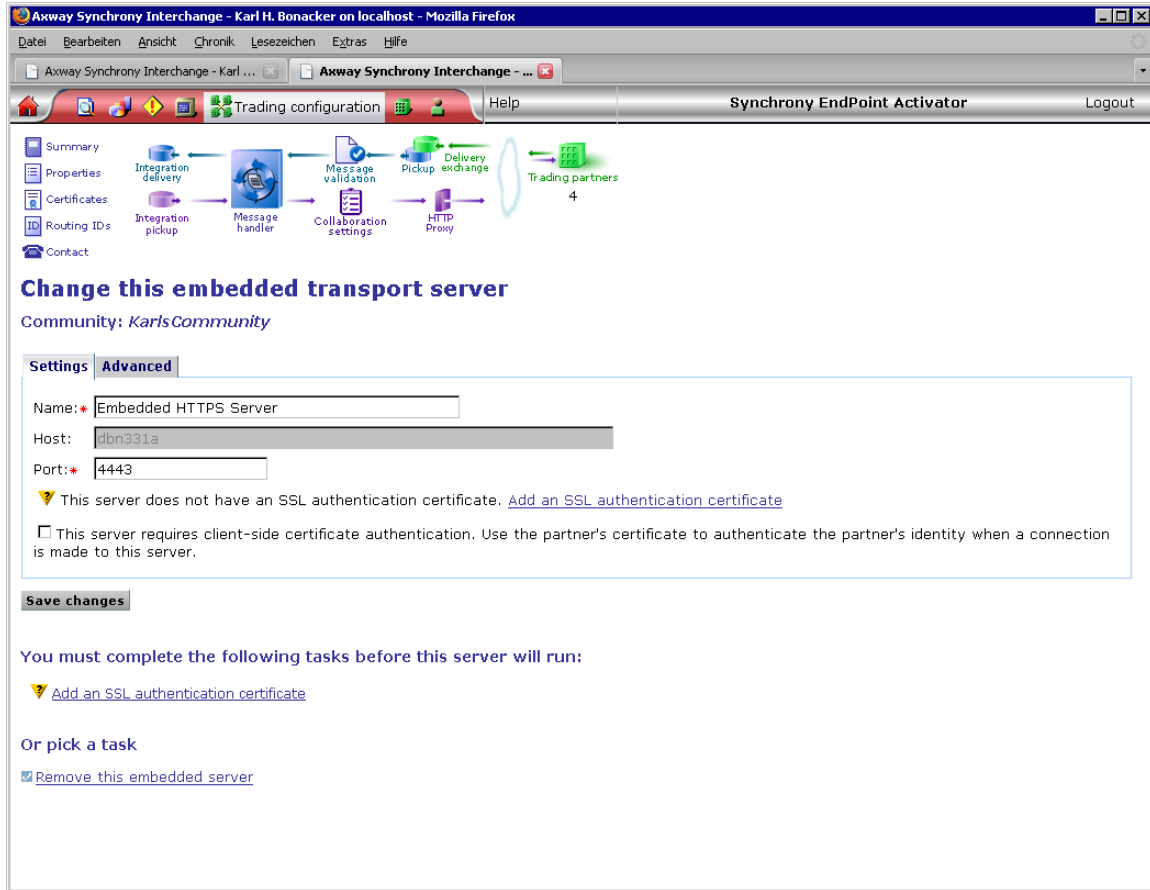 Axway Synchrony Interchange - Karl H. Bonacker on localhost - Mozilla Firefox
Datei Bearbeiten Ansicht Chronik Lesezeichen Extras Hilfe
Axway Synchrony Interchange - Karl ... Axway Synchrony Interchange - ...
Trading configuration Help Synchrony EndPoint Activator Logout
Summary
Properties
Certificates
ID Routing IDs
Contact
Integration delivery
Message validation
Pickup
Delivery exchange
Trading partners
4
Integration pickup
Message handler
Collaboration settings
HTTP Proxy
Change this embedded transport server
Community: KarlsCommunity
Settings Advanced
Name:* Embedded HTTPS Server
Host: dbn331a
Port:* 4443
This server does not have an SSL authentication certificate. Add an SSL authentication certificate
This server requires client-side certificate authentication. Use the partner's certificate to authenticate the partner's identity when a connection
is made to this server.
Save changes
You must complete the following tasks before this server will run:
Add an SSL authentication certificate
Or pick a task
Remove this embedded server